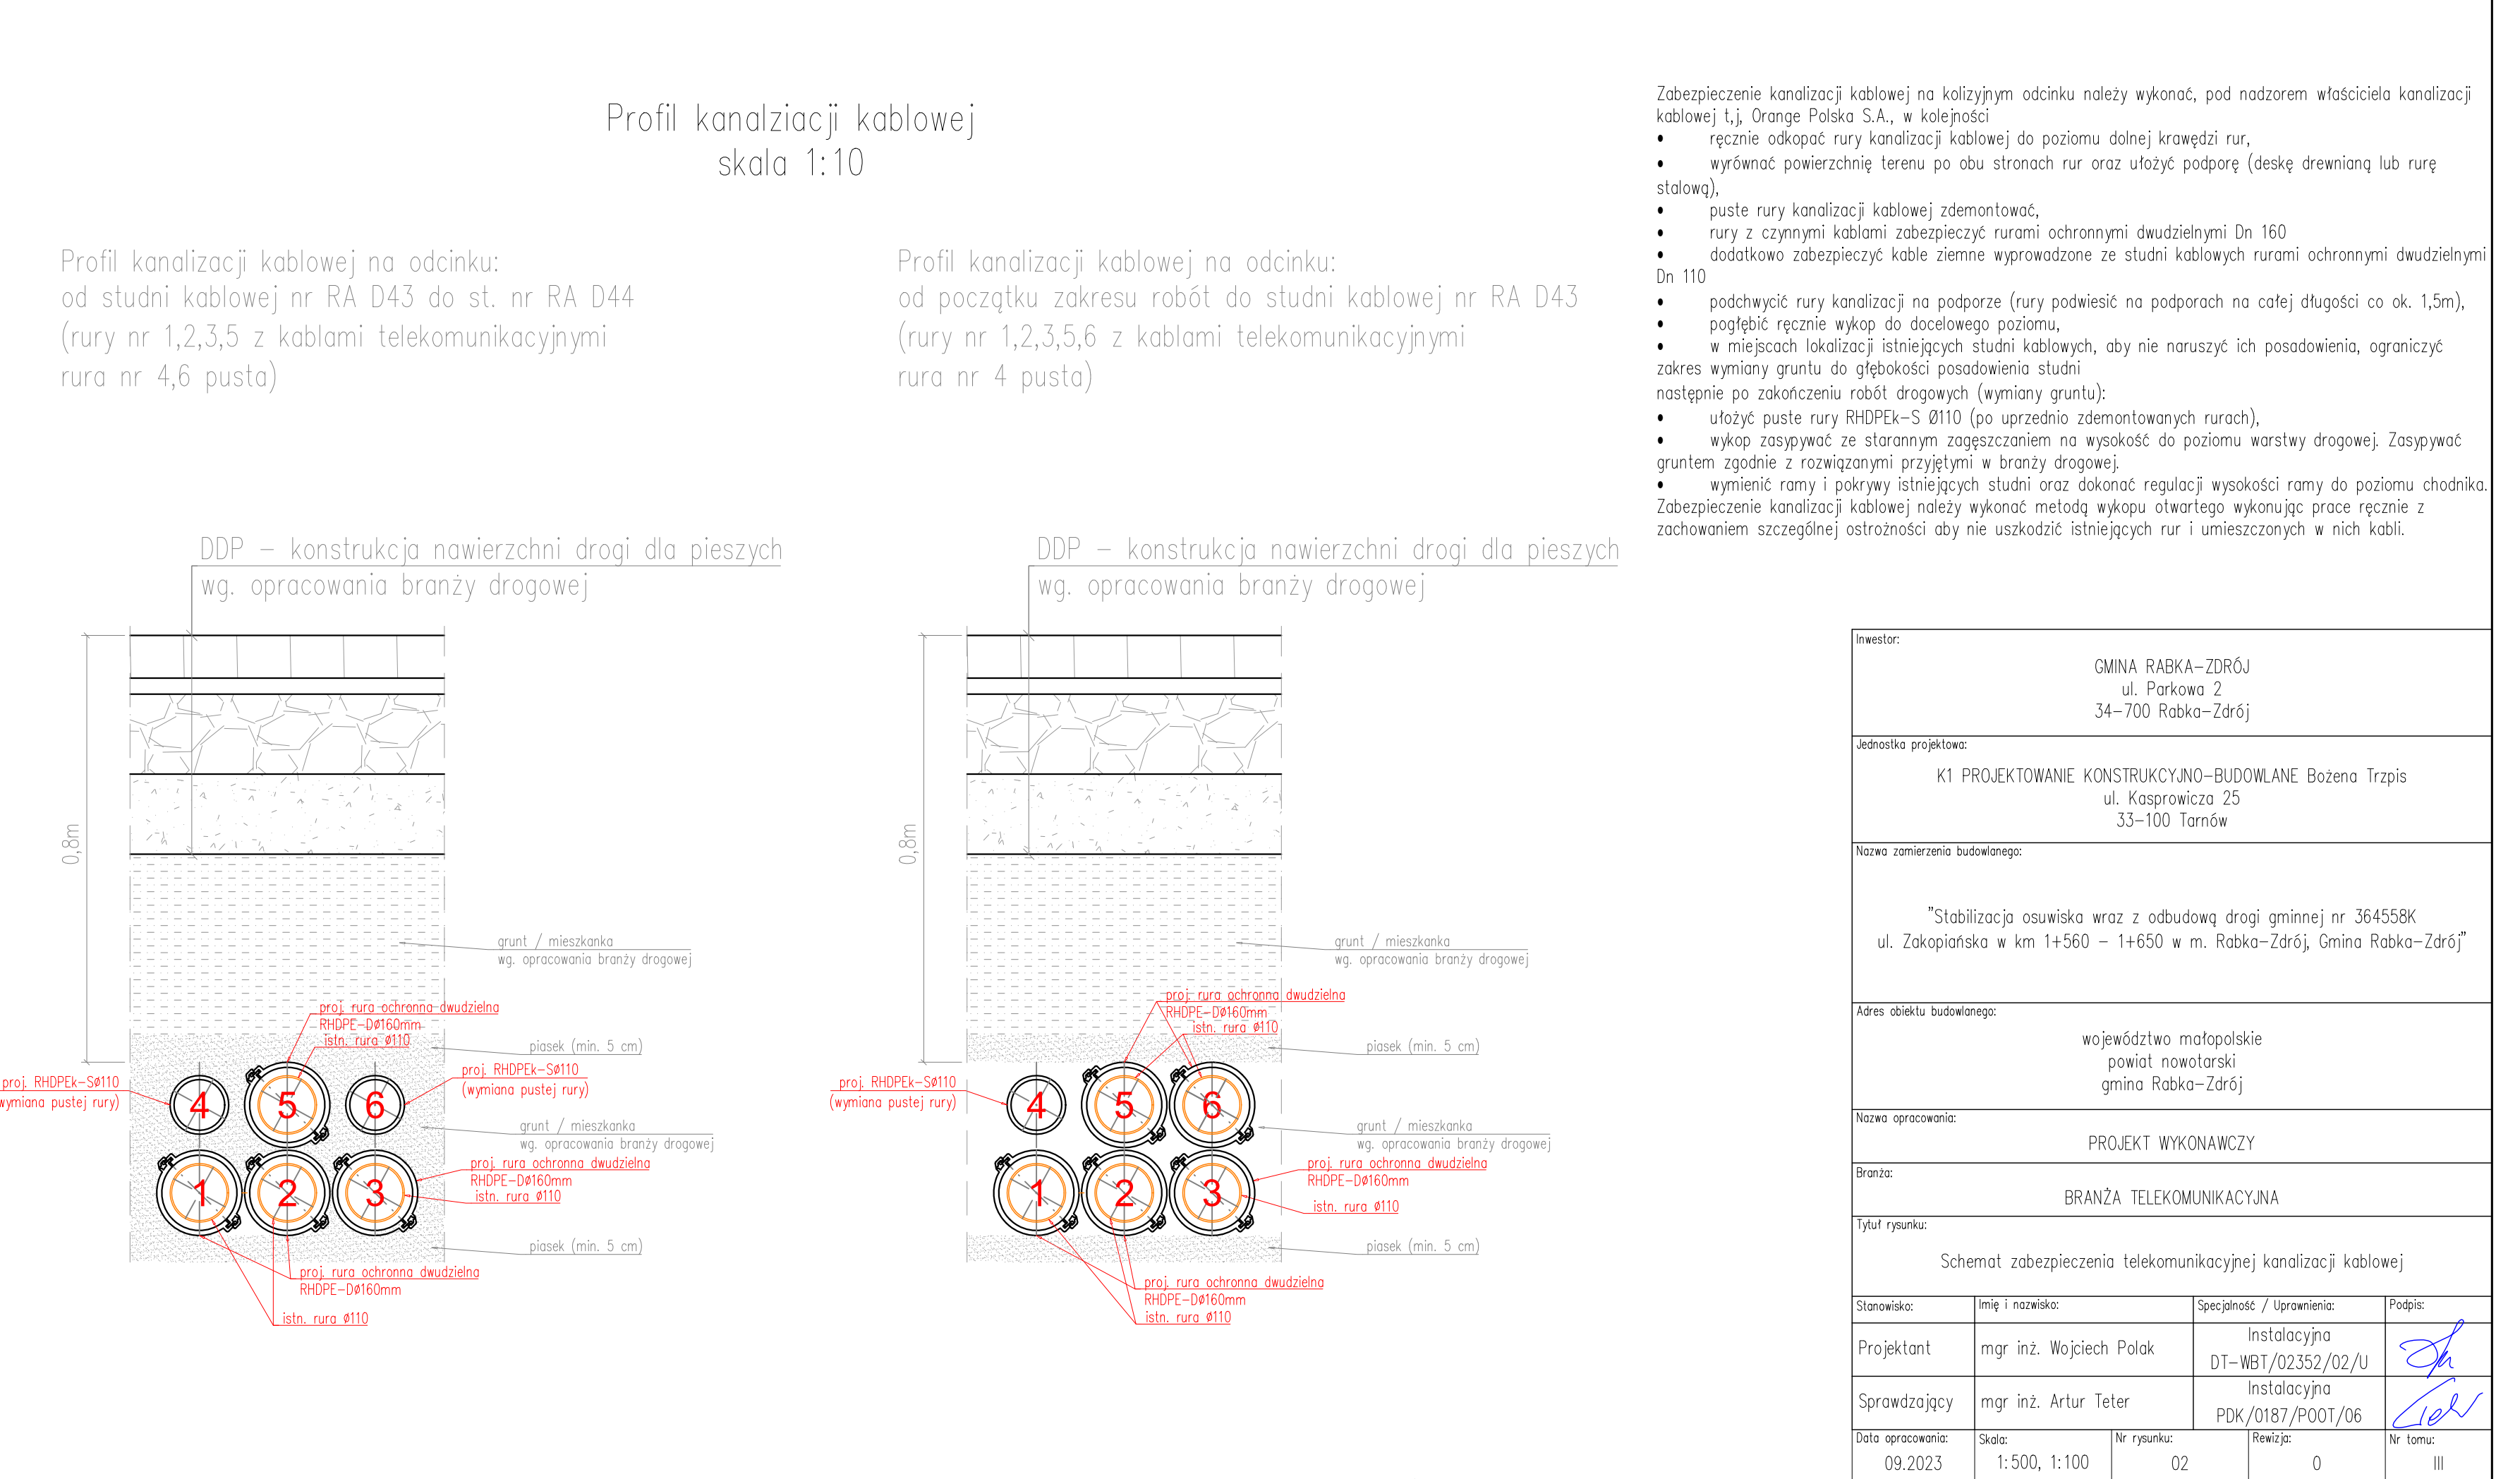 Profil kanalziacji kablowej
skala 1:10
Profil kanalizacji kablowej na odcinku:
od studni kablowej nr RA D43 do st. nr RA D44
(rury nr 1,2,3,5 z kablami telekomunikacyjnymi
rura nr 4,6 pusta)
DDP – konstrukcja nawierzchni drogi dla pieszych
wg. opracowania branży drogowej
0,8m
grunt / mieszkanka
wg. opracowania branży drogowej
proj. rura ochronna dwudzielna
RHDPE-Dø160mm
istn. rura ø110
piasek (min. 5 cm)
proj. RHDPEk-Sø110
(wymiana pustej rury)
proj. RHDPEk-Sø110
wymiana pustej rury)
4 5 6
grunt / mieszkanka
wg. opracowania branży drogowej
proj. rura ochronna dwudzielna
RHDPE-Dø160mm
istn. rura ø110
1 2 3
piasek (min. 5 cm)
proj. rura ochronna dwudzielna
RHDPE-Dø160mm
istn. rura ø110
Profil kanalizacji kablowej na odcinku:
od początku zakresu robót do studni kablowej nr RA D43
(rury nr 1,2,3,5,6 z kablami telekomunikacyjnymi
rura nr 4 pusta)
DDP – konstrukcja nawierzchni drogi dla pieszych
wg. opracowania branży drogowej
0,8m
grunt / mieszkanka
wg. opracowania branży drogowej
proj. rura ochronna dwudzielna
RHDPE-Dø160mm
istn. rura ø110
piasek (min. 5 cm)
proj. RHDPEk-Sø110
(wymiana pustej rury)
4 5 6
grunt / mieszkanka
wg. opracowania branży drogowej
proj. rura ochronna dwudzielna
RHDPE-Dø160mm
istn. rura ø110
1 2 3
piasek (min. 5 cm)
proj. rura ochronna dwudzielna
RHDPE-Dø160mm
istn. rura ø110
Zabezpieczenie kanalizacji kablowej na kolizyjnym odcinku należy wykonać, pod nadzorem właściciela kanalizacji
kablowej t,j, Orange Polska S.A., w kolejności
• ręcznie odkopać rury kanalizacji kablowej do poziomu dolnej krawędzi rur,
• wyrównać powierzchnię terenu po obu stronach rur oraz ułożyć podporę (deskę drewnianą lub rurę
stalową),
• puste rury kanalizacji kablowej zdemontować,
• rury z czynnymi kablami zabezpieczyć rurami ochronnymi dwudzielnymi Dn 160
• dodatkowo zabezpieczyć kable ziemne wyprowadzone ze studni kablowych rurami ochronnymi dwudzielnymi
Dn 110
• podchwycić rury kanalizacji na podporze (rury podwiesić na podporach na całej długości co ok. 1,5m),
• pogłębić ręcznie wykop do docelowego poziomu,
• w miejscach lokalizacji istniejących studni kablowych, aby nie naruszyć ich posadowienia, ograniczyć
zakres wymiany gruntu do głębokości posadowienia studni
następnie po zakończeniu robót drogowych (wymiany gruntu):
• ułożyć puste rury RHDPEk-S Ø110 (po uprzednio zdemontowanych rurach),
• wykop zasypywać ze starannym zagęszczaniem na wysokość do poziomu warstwy drogowej. Zasypywać
gruntem zgodnie z rozwiązanymi przyjętymi w branży drogowej.
• wymienić ramy i pokrywy istniejących studni oraz dokonać regulacji wysokości ramy do poziomu chodnika.
Zabezpieczenie kanalizacji kablowej należy wykonać metodą wykopu otwartego wykonując prace ręcznie z
zachowaniem szczególnej ostrożności aby nie uszkodzić istniejących rur i umieszczonych w nich kabli.
Inwestor:
GMINA RABKA-ZDRÓJ
ul. Parkowa 2
34-700 Rabka-Zdrój
Jednostka projektowa:
K1 PROJEKTOWANIE KONSTRUKCYJNO-BUDOWLANE Bożena Trzpis
ul. Kasprowicza 25
33-100 Tarnów
Nazwa zamierzenia budowlanego:
"Stabilizacja osuwiska wraz z odbudową drogi gminnej nr 364558K
ul. Zakopiańska w km 1+560 - 1+650 w m. Rabka-Zdrój, Gmina Rabka-Zdrój"
Adres obiektu budowlanego:
województwo małopolskie
powiat nowotarski
gmina Rabka-Zdrój
Nazwa opracowania:
PROJEKT WYKONAWCZY
Branża:
BRANŻA TELEKOMUNIKACYJNA
Tytuł rysunku:
Schemat zabezpieczenia telekomunikacyjnej kanalizacji kablowej
Stanowisko: Imię i nazwisko: Specjalność / Uprawnienia: Podpis:
Projektant mgr inż. Wojciech Polak Instalacyjna
DT-WBT/02352/02/U
Sprawdzający mgr inż. Artur Teter Instalacyjna
PDK/0187/POOT/06
Data opracowania: Skala: Nr rysunku: Rewizja: Nr tomu:
09.2023 1:500, 1:100 02 0 III